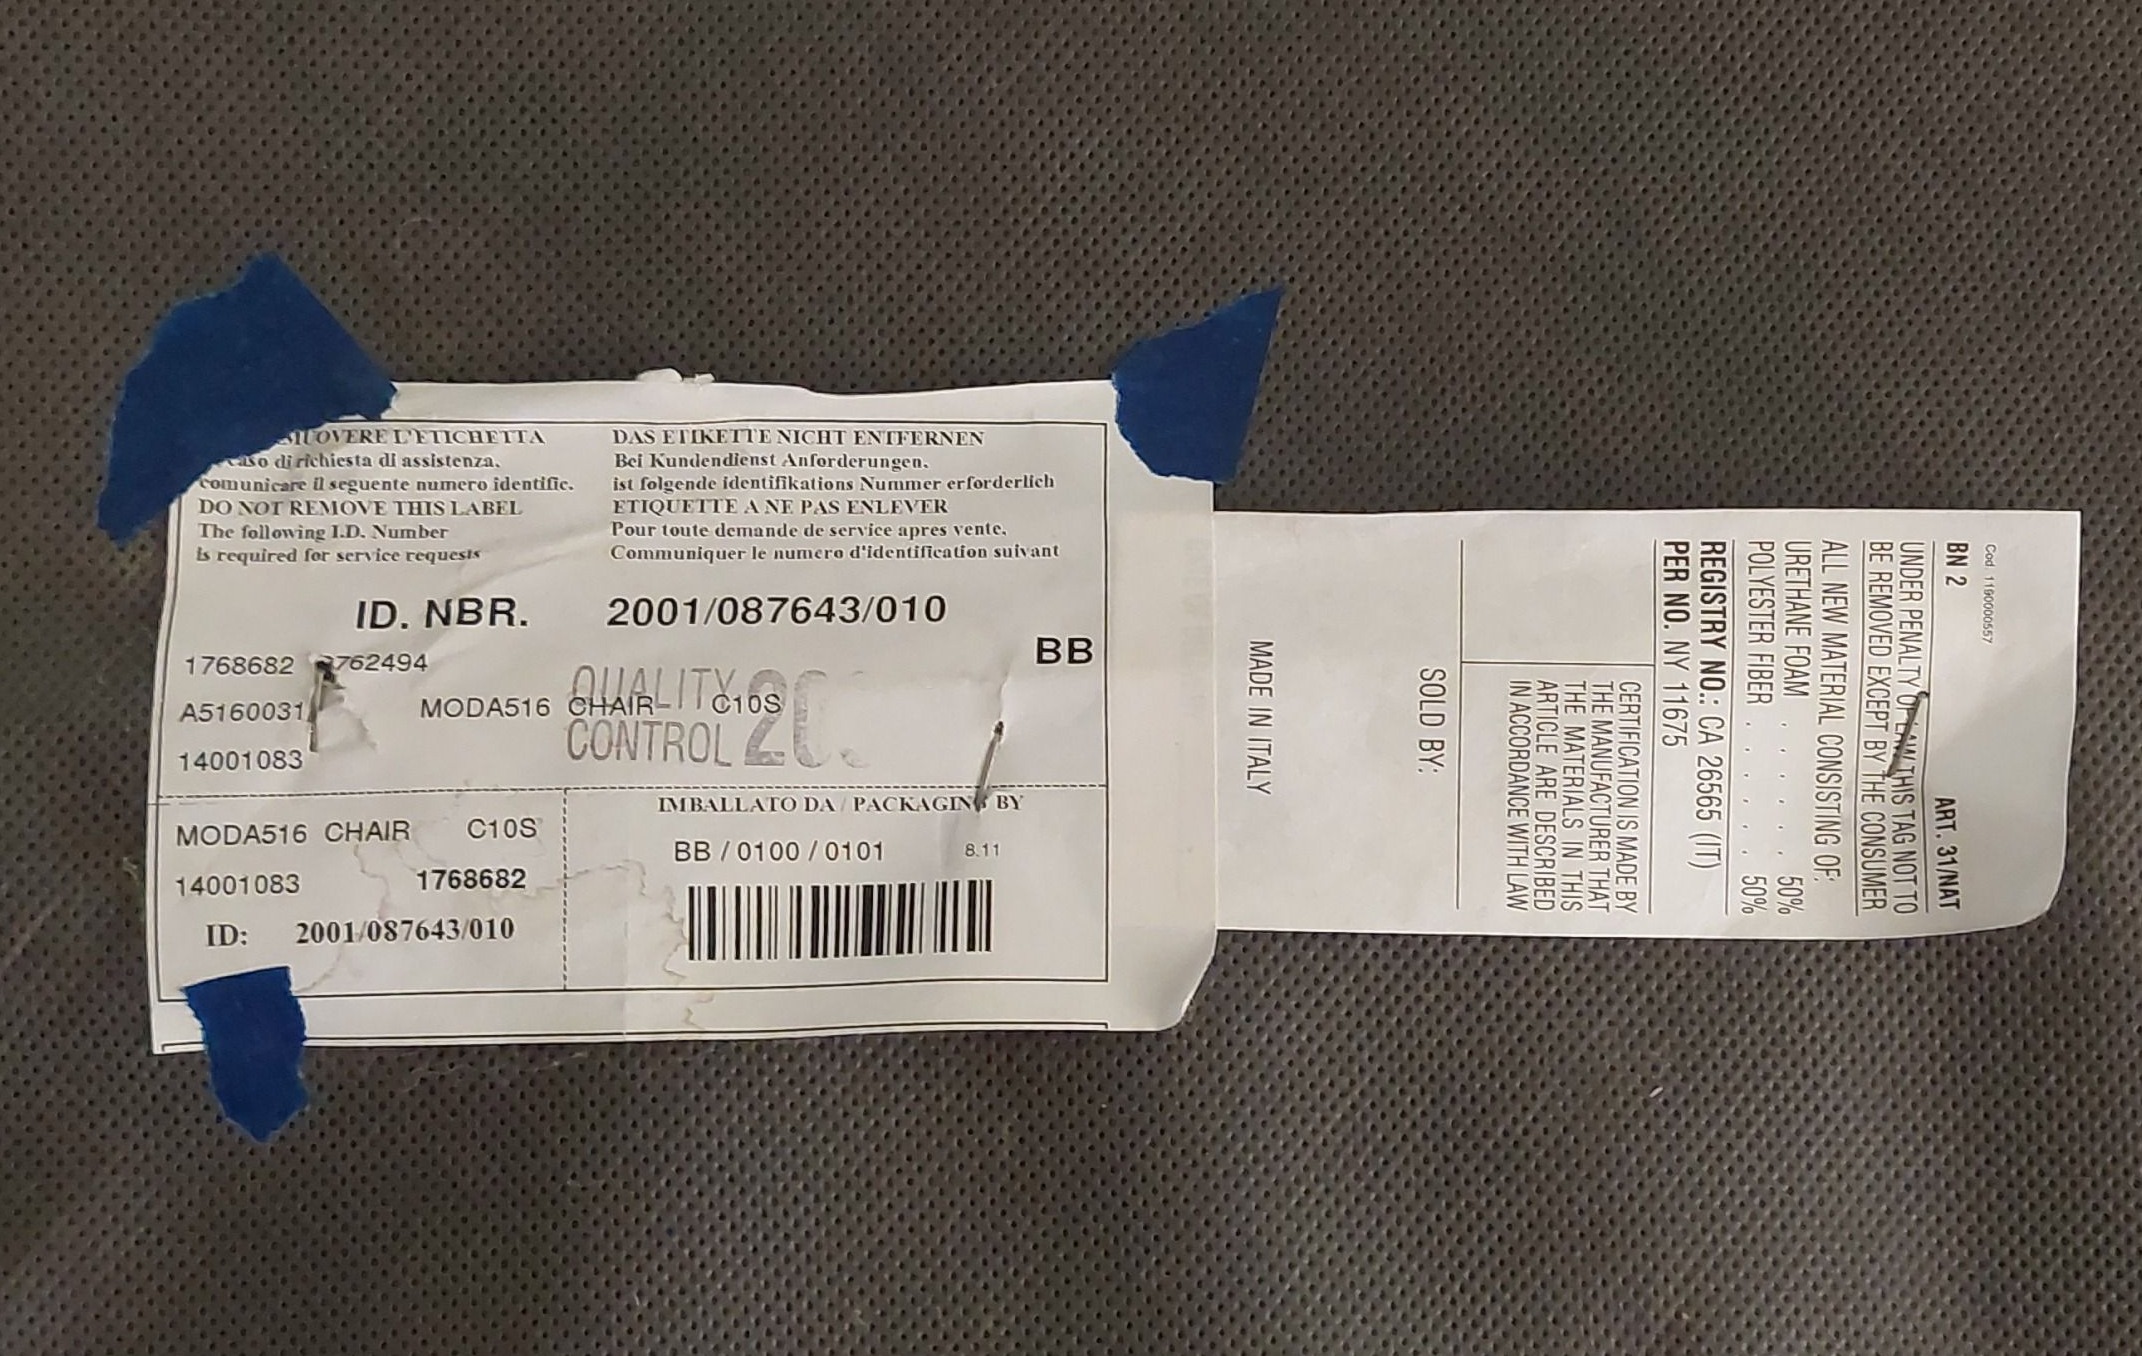 L'ETICHETTA
di richiesta di assistenza,
comunicare il seguente numero identific.
DO NOT REMOVE THIS LABEL
The following I.D. Number
is required for service requests
DAS ETIKETTE NICHT ENTFERNEN
Bei Kundendienst Anforderungen,
ist folgende identifikations Nummer erforderlich
ETIQUETTE A NE PAS ENLEVER
Pour toute demande de service apres vente,
Communiquer le numero d'identification suivant
ID. NBR. 2001/087643/010
BB
1768682
A5160031 MODA516 CHAIR C10S
14001083
QUALITY
CONTROL
MODA516 CHAIR C10S
14001083 1768682
ID: 2001/087643/010
IMBALLATO DA / PACKAGING BY
BB / 0100 / 0101 8.11
Cod. 1190000557
BN 2 ART. 31/NAT
UNDER PENALTY OF LAW THIS TAG NOT TO
BE REMOVED EXCEPT BY THE CONSUMER
ALL NEW MATERIAL CONSISTING OF:
URETHANE FOAM . . . . . 50%
POLYESTER FIBER . . . . . 50%
REGISTRY NO.: CA 26565 (IT)
PER NO. NY 11675
CERTIFICATION IS MADE BY
THE MANUFACTURER THAT
THE MATERIALS IN THIS
ARTICLE ARE DESCRIBED
IN ACCORDANCE WITH LAW
SOLD BY:
MADE IN ITALY